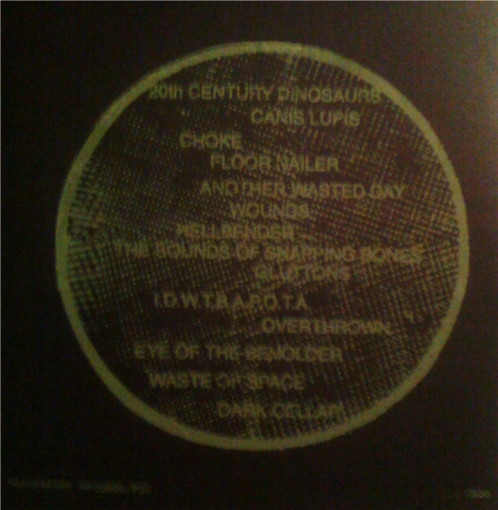 20th CENTURY DINOSAURS
CANIS LUPIS
CHOKE
FLOOR NAILER
ANOTHER WASTED DAY
WOUNDS
HELLBENDER
THE SOUNDS OF SNAPPING BONES
GLUTTONS
I.D.W.T.B.A.P.O.T.A.
OVERTHROWN
EYE OF THE BEHOLDER
WASTE OF SPACE
DARK CELLAR